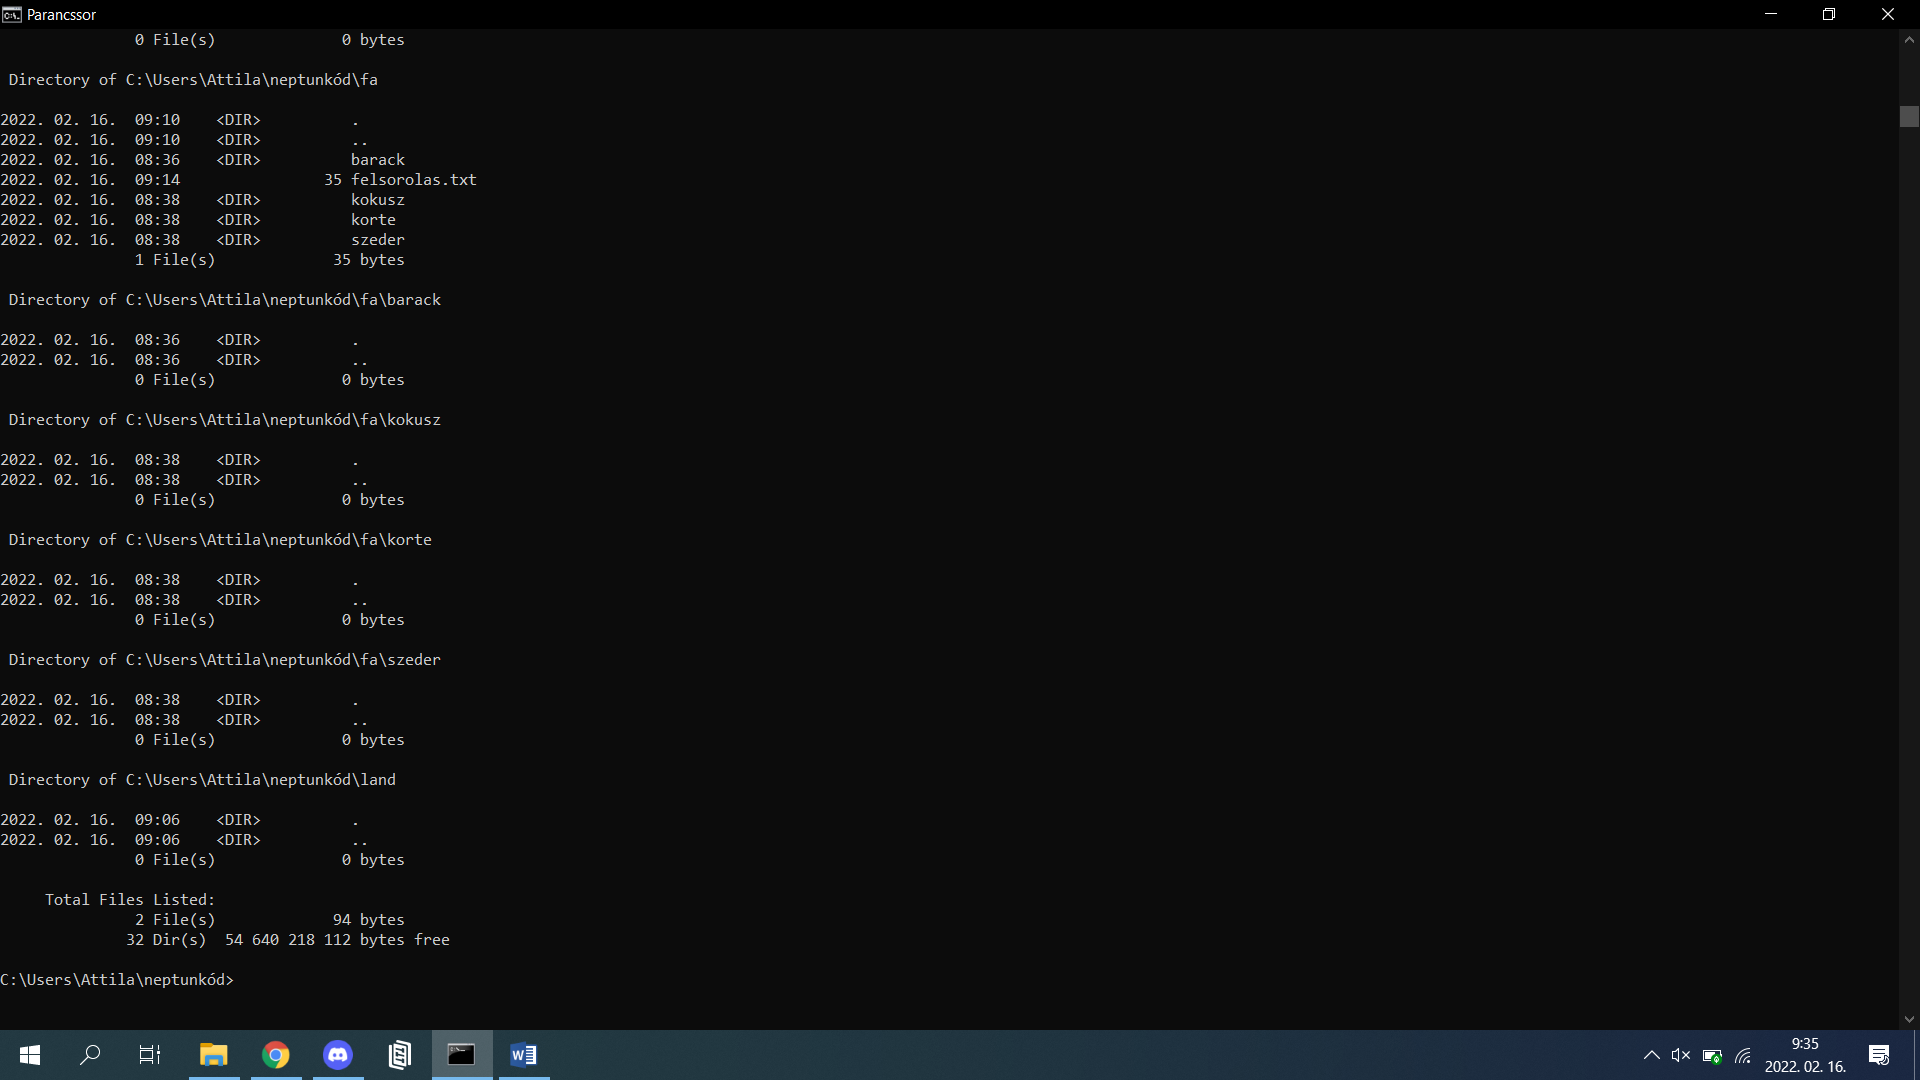 Parancssor
0 File(s) 0 bytes
Directory of C:\Users\Attila\neptunkód\fa
2022. 02. 16. 09:10 <DIR> .
2022. 02. 16. 09:10 <DIR> ..
2022. 02. 16. 08:36 <DIR> barack
2022. 02. 16. 09:14 35 felsorolas.txt
2022. 02. 16. 08:38 <DIR> kokusz
2022. 02. 16. 08:38 <DIR> korte
2022. 02. 16. 08:38 <DIR> szeder
1 File(s) 35 bytes
Directory of C:\Users\Attila\neptunkód\fa\barack
2022. 02. 16. 08:36 <DIR> .
2022. 02. 16. 08:36 <DIR> ..
0 File(s) 0 bytes
Directory of C:\Users\Attila\neptunkód\fa\kokusz
2022. 02. 16. 08:38 <DIR> .
2022. 02. 16. 08:38 <DIR> ..
0 File(s) 0 bytes
Directory of C:\Users\Attila\neptunkód\fa\korte
2022. 02. 16. 08:38 <DIR> .
2022. 02. 16. 08:38 <DIR> ..
0 File(s) 0 bytes
Directory of C:\Users\Attila\neptunkód\fa\szeder
2022. 02. 16. 08:38 <DIR> .
2022. 02. 16. 08:38 <DIR> ..
0 File(s) 0 bytes
Directory of C:\Users\Attila\neptunkód\land
2022. 02. 16. 09:06 <DIR> .
2022. 02. 16. 09:06 <DIR> ..
0 File(s) 0 bytes
Total Files Listed:
2 File(s) 94 bytes
32 Dir(s) 54 640 218 112 bytes free
C:\Users\Attila\neptunkód>
9:35
2022. 02. 16.